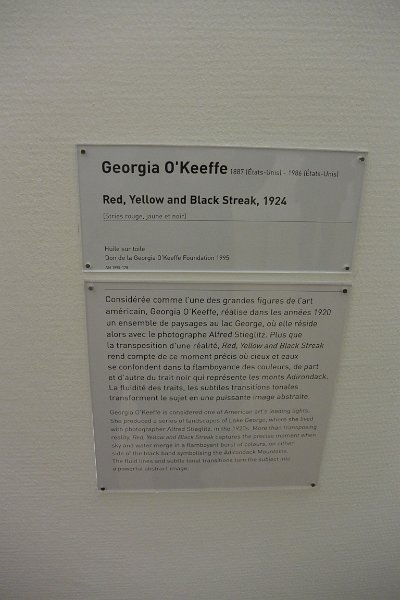 Georgia O'Keeffe 1887 (États-Unis) - 1986 (États-Unis)
Red, Yellow and Black Streak, 1924
(Stries rouge, jaune et noir)
Huile sur toile
Don de la Georgia O'Keeffe Foundation 1995
Considérée comme l'une des grandes figures de l'art
américain, Georgia O'Keeffe, réalise dans les années 1920
un ensemble de paysages au lac George, où elle réside
alors avec le photographe Alfred Stieglitz. Plus que
la transposition d'une réalité, Red, Yellow and Black Streak
rend compte de ce moment précis où cieux et eaux
se confondent dans la flamboyance des couleurs, de part
et d'autre du trait noir qui représente les monts Adirondack.
La fluidité des traits, les subtiles transitions tonales
transforment le sujet en une puissante image abstraite.
Georgia O'Keeffe is considered one of American art's leading lights.
She produced a series of landscapes of Lake George, where she lived
with photographer Alfred Stieglitz, in the 1920s. More than transposing
reality, Red, Yellow and Black Streak captures the precise moment when
sky and water merge in a flamboyant burst of colours, on either
side of the black band symbolising the Adirondack Mountains.
The fluid lines and subtle tonal transitions turn the subject into
a powerful abstract image.